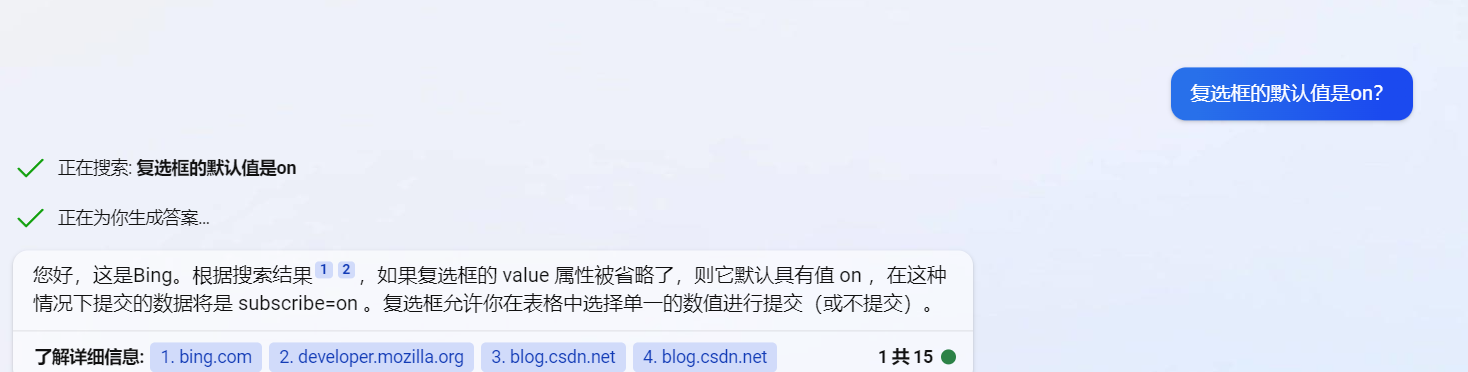 复选框的默认值是on？
正在搜索: 复选框的默认值是on
正在为你生成答案...
您好，这是Bing。根据搜索结果 1 2 ，如果复选框的 value 属性被省略了，则它默认具有值 on ，在这种
情况下提交的数据将是 subscribe=on 。复选框允许你在表格中选择单一的数值进行提交（或不提交）。
了解详细信息: 1. bing.com 2. developer.mozilla.org 3. blog.csdn.net 4. blog.csdn.net 1 共 15